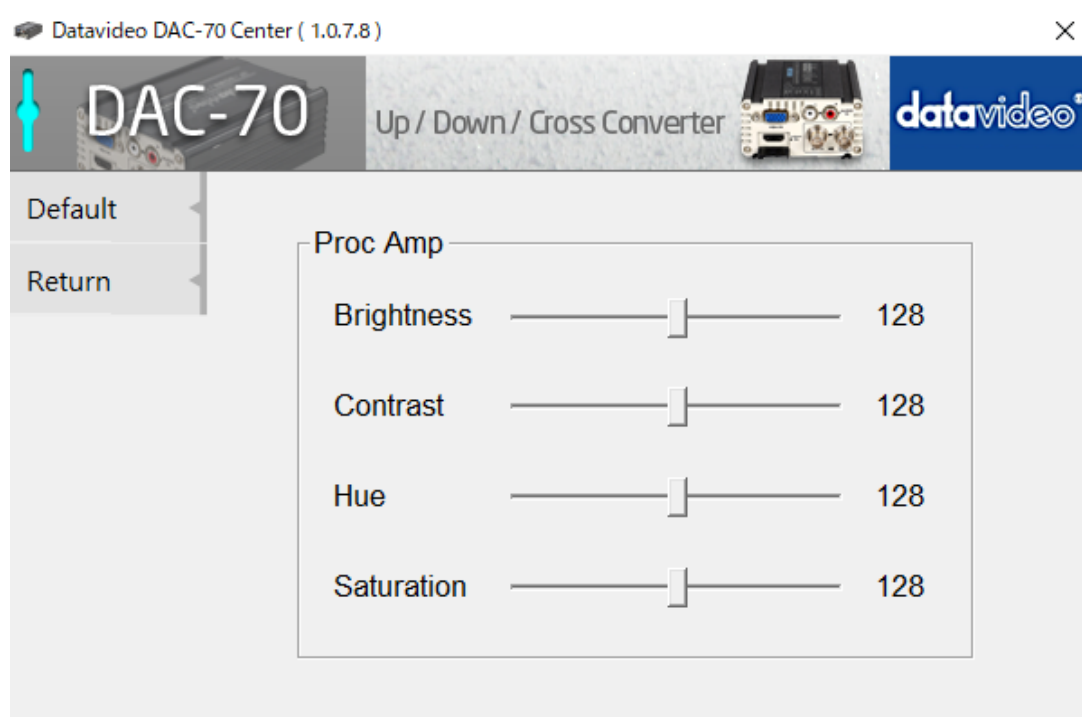 Datavideo DAC-70 Center ( 1.0.7.8 )
DAC-70
Up / Down / Cross Converter
datavideo®
Default
Return
Proc Amp
Brightness 128
Contrast 128
Hue 128
Saturation 128